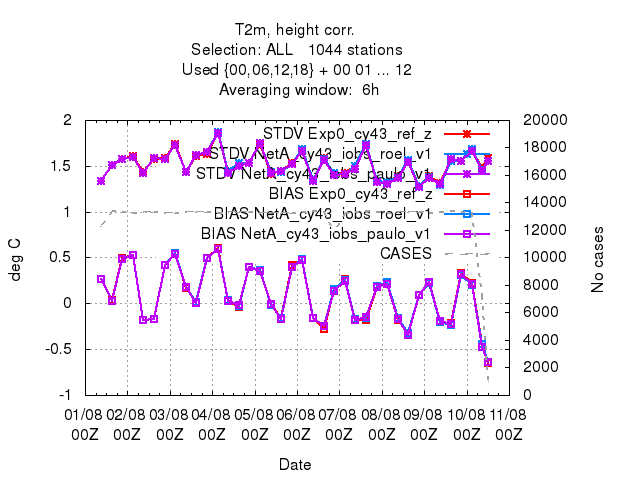 T2m, height corr.
Selection: ALL   1044 stations
Used {00,06,12,18} + 00 01 ... 12
Averaging window:  6h
STDV Exp0_cy43_ref_z
STDV NetA_cy43_iobs_roel_v1
STDV NetA_cy43_iobs_paulo_v1
BIAS Exp0_cy43_ref_z
BIAS NetA_cy43_iobs_roel_v1
BIAS NetA_cy43_iobs_paulo_v1
CASES
deg C
2
1.5
1
0.5
0
-0.5
-1
No cases
20000
18000
16000
14000
12000
10000
8000
6000
4000
2000
0
01/08 02/08 03/08 04/08 05/08 06/08 07/08 08/08 09/08 10/08 11/08
00Z 00Z 00Z 00Z 00Z 00Z 00Z 00Z 00Z 00Z 00Z
Date